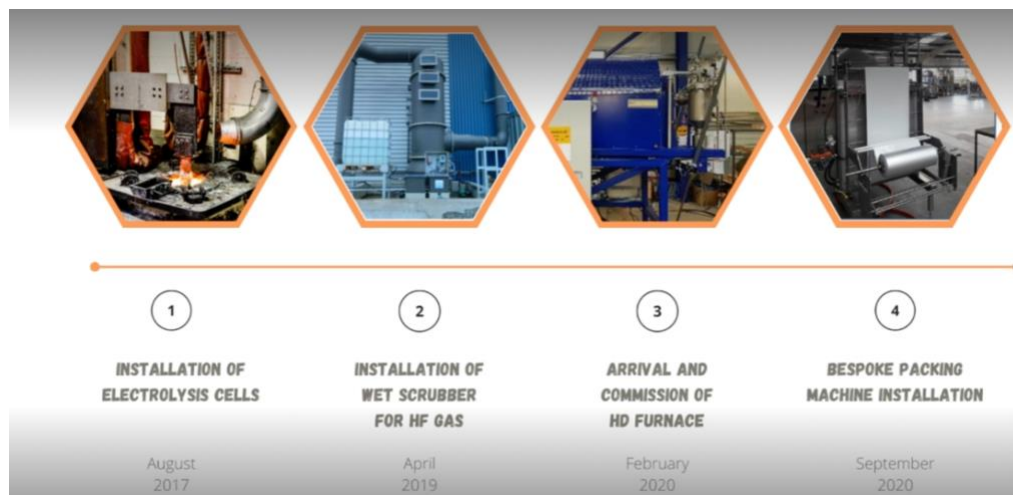 1
INSTALLATION OF
ELECTROLYSIS CELLS
August
2017
2
INSTALLATION OF
WET SCRUBBER
FOR HF GAS
April
2019
3
ARRIVAL AND
COMMISSION OF
HD FURNACE
February
2020
4
BESPOKE PACKING
MACHINE INSTALLATION
September
2020